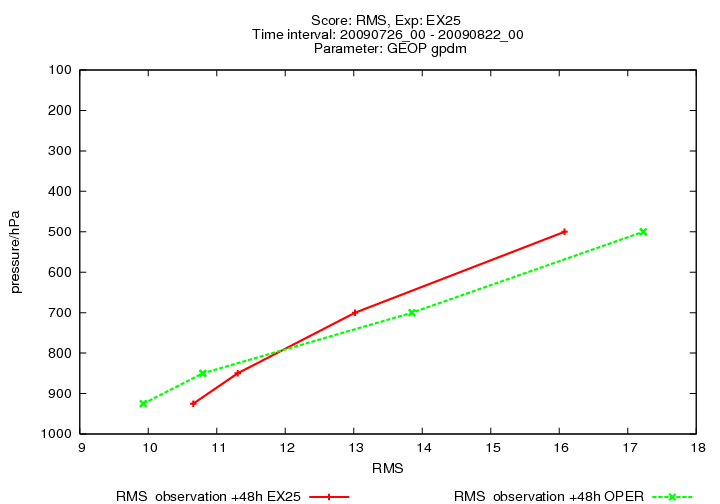 Score: RMS, Exp: EX25
Time interval: 20090726_00 - 20090822_00
Parameter: GEOP gpdm
100
200
300
400
500
600
700
800
900
1000
pressure/hPa
9 10 11 12 13 14 15 16 17 18
RMS
RMS observation +48h EX25 RMS observation +48h OPER